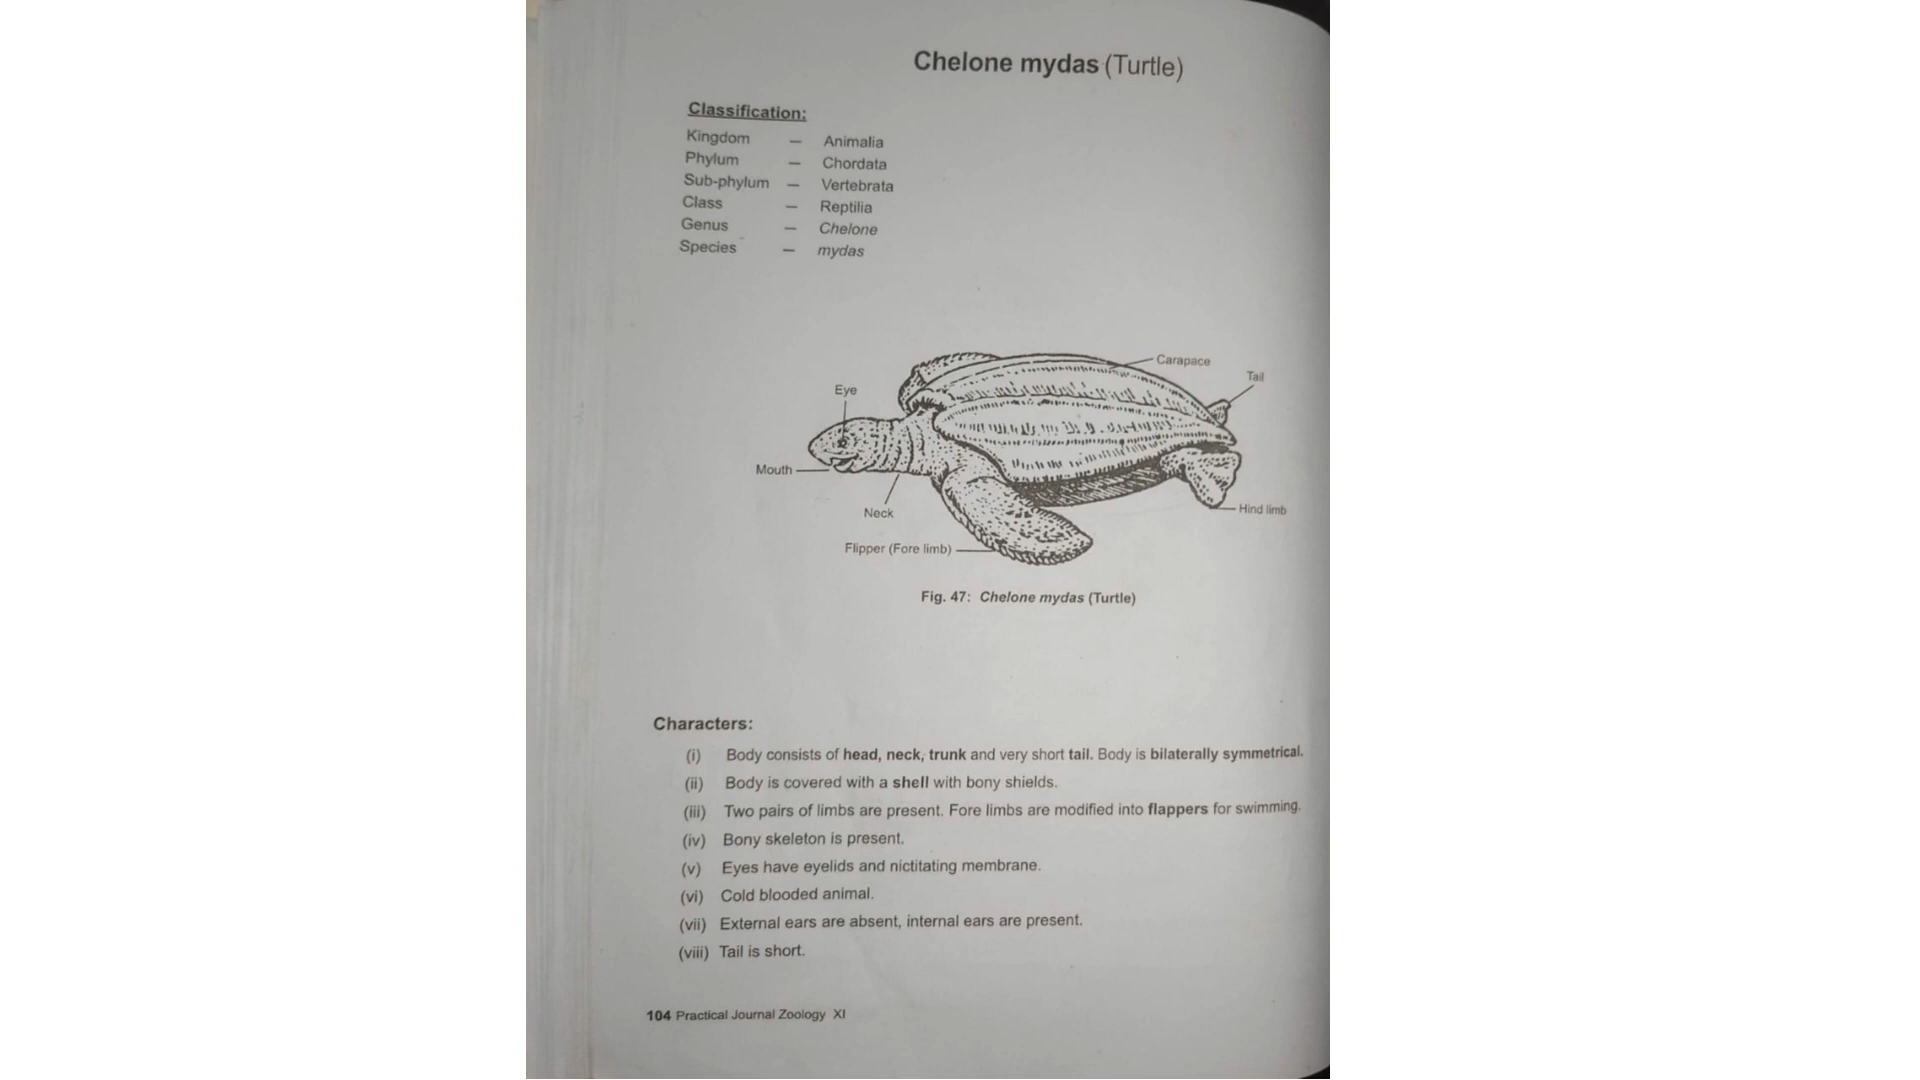 Chelone mydas (Turtle)
Classification:
Kingdom – Animalia
Phylum – Chordata
Sub-phylum – Vertebrata
Class – Reptilia
Genus – Chelone
Species – mydas
Carapace
Tail
Eye
Mouth
Neck
Hind limb
Flipper (Fore limb)
Fig. 47: Chelone mydas (Turtle)
Characters:
(i) Body consists of head, neck, trunk and very short tail. Body is bilaterally symmetrical.
(ii) Body is covered with a shell with bony shields.
(iii) Two pairs of limbs are present. Fore limbs are modified into flappers for swimming.
(iv) Bony skeleton is present.
(v) Eyes have eyelids and nictitating membrane.
(vi) Cold blooded animal.
(vii) External ears are absent, internal ears are present.
(viii) Tail is short.
104 Practical Journal Zoology XI